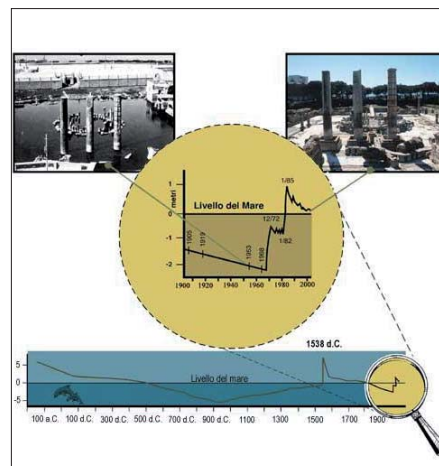 1/85
1
metri
Livello del Mare
0
12/72
1905
1919
1953
1968
1/82
-1
-2
1900 1920 1940 1960 1980 2000
1538 d.C.
5
0
-5
Livello del mare
100 a.C. 100 d.C. 300 d.C. 500 d.C. 700 d.C. 900 d.C. 1100 1300 1500 1700 1900